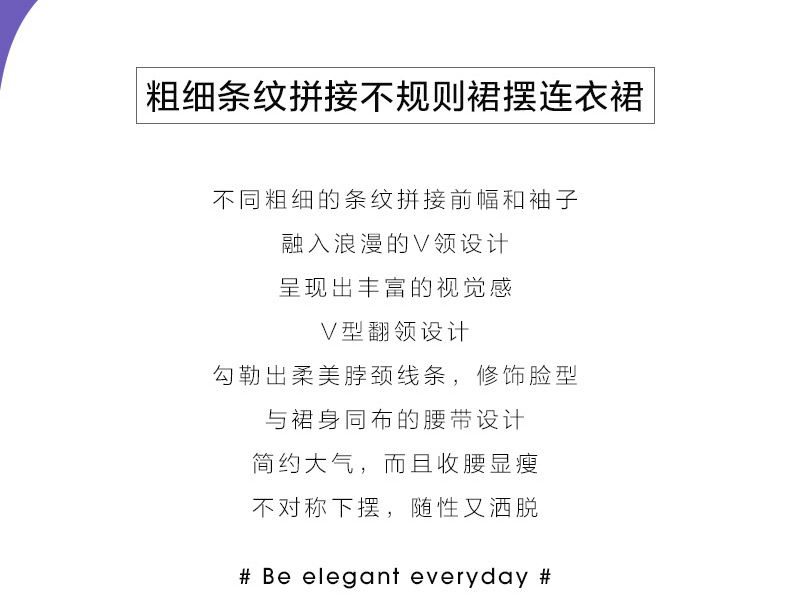 粗细条纹拼接不规则裙摆连衣裙
不同粗细的条纹拼接前幅和袖子
融入浪漫的V领设计
呈现出丰富的视觉感
V型翻领设计
勾勒出柔美脖颈线条，修饰脸型
与裙身同布的腰带设计
简约大气，而且收腰显瘦
不对称下摆，随性又洒脱
# Be elegant everyday #